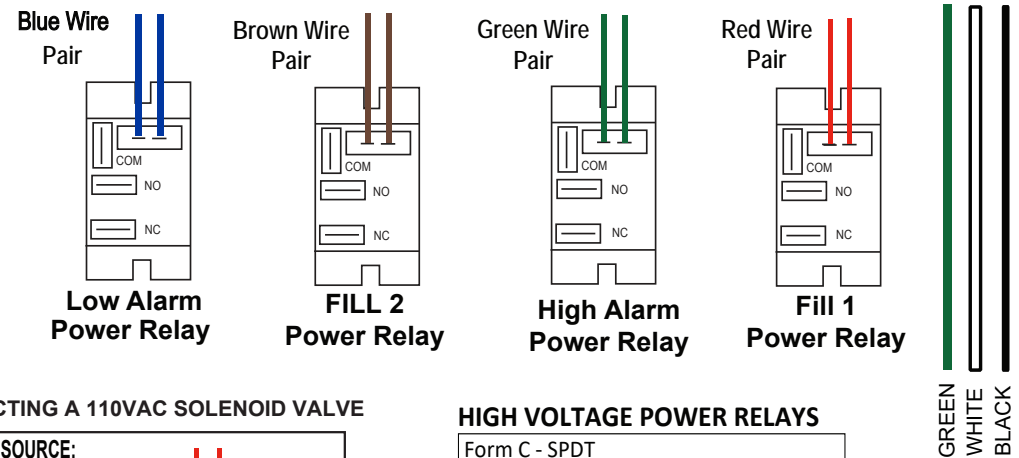 Blue Wire
Pair
Brown Wire
Pair
Green Wire
Pair
Red Wire
Pair
COM
NO
NC
COM
NO
NC
COM
NO
NC
COM
NO
NC
Low Alarm
Power Relay
FILL 2
Power Relay
High Alarm
Power Relay
Fill 1
Power Relay
GREEN
WHITE
BLACK
CTING A 110VAC SOLENOID VALVE
SOURCE:
HIGH VOLTAGE POWER RELAYS
Form C - SPDT